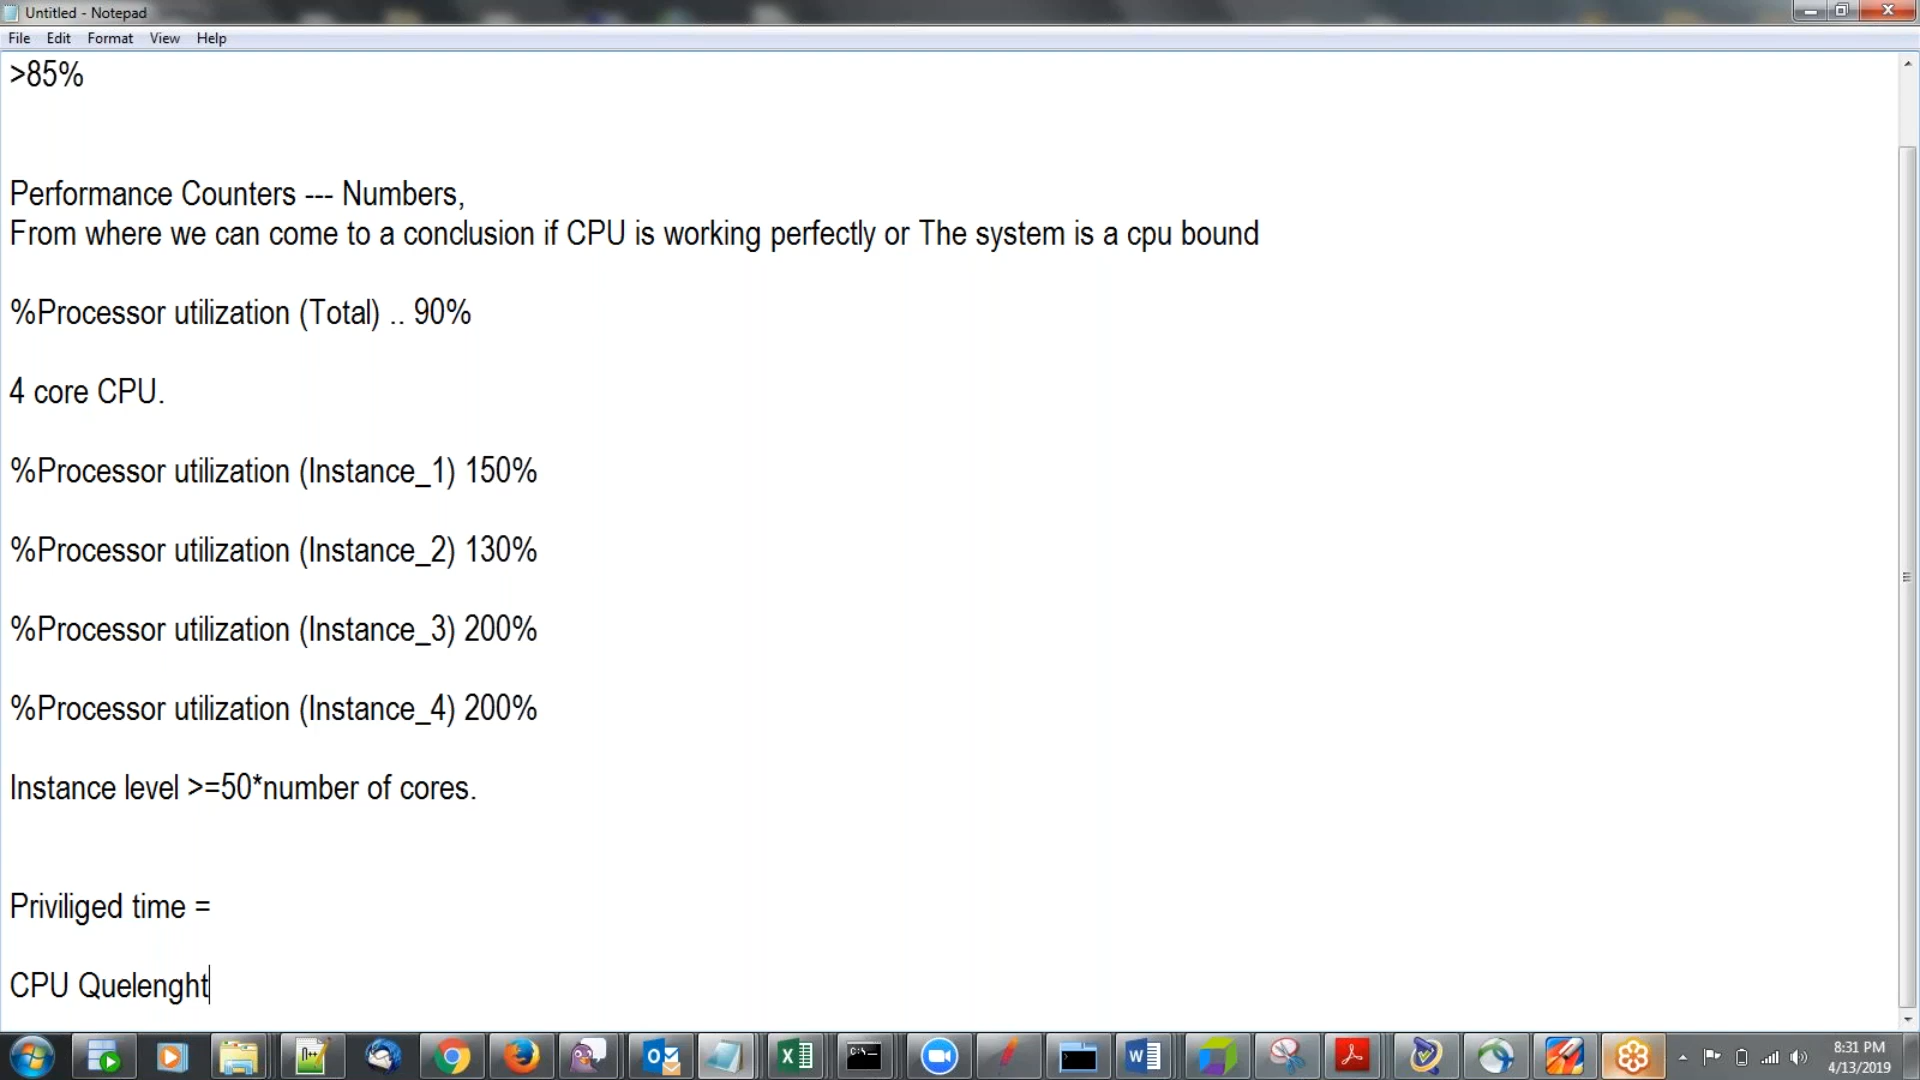 Untitled - Notepad
File Edit Format View Help
>85%
Performance Counters --- Numbers,
From where we can come to a conclusion if CPU is working perfectly or The system is a cpu bound
%Processor utilization (Total) .. 90%
4 core CPU.
%Processor utilization (Instance_1) 150%
%Processor utilization (Instance_2) 130%
%Processor utilization (Instance_3) 200%
%Processor utilization (Instance_4) 200%
Instance level >=50*number of cores.
Priviliged time =
CPU Quelenght
8:31 PM
4/13/2019